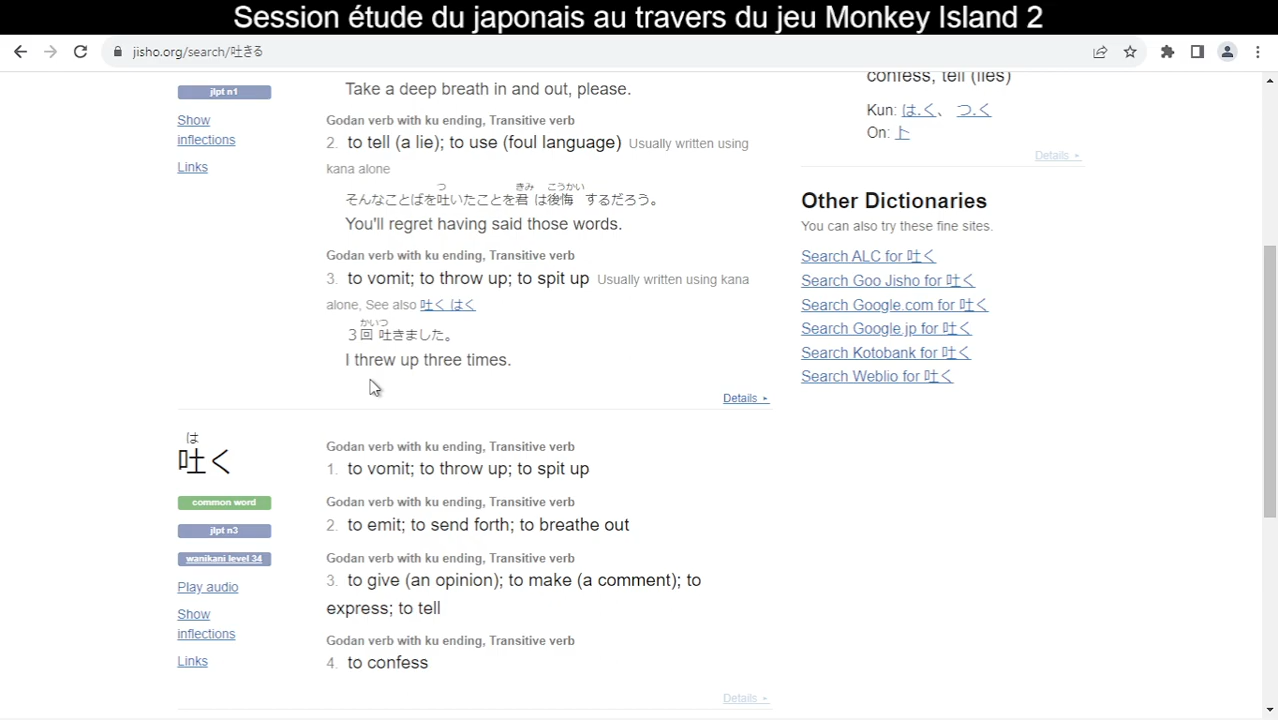 Session étude du japonais au travers du jeu Monkey Island 2
jisho.org/search/吐きる
jlpt n1
Show
inflections
Links
Take a deep breath in and out, please.
Godan verb with ku ending, Transitive verb
2. to tell (a lie); to use (foul language) Usually written using
kana alone
つ きみ こうかい
そんなことばを吐いたことを君は後悔するだろう。
You'll regret having said those words.
Godan verb with ku ending, Transitive verb
3. to vomit; to throw up; to spit up Usually written using kana
alone, See also 吐く はく
かいつ
3回吐きました。
I threw up three times.
Details ▸
は
吐く
common word
jlpt n3
wanikani level 34
Play audio
Show
inflections
Links
Godan verb with ku ending, Transitive verb
1. to vomit; to throw up; to spit up
Godan verb with ku ending, Transitive verb
2. to emit; to send forth; to breathe out
Godan verb with ku ending, Transitive verb
3. to give (an opinion); to make (a comment); to
express; to tell
Godan verb with ku ending, Transitive verb
4. to confess
Details ▸
confess, tell (lies)
Kun: は.く、 つ.く
On: ト
Details ▸
Other Dictionaries
You can also try these fine sites.
Search ALC for 吐く
Search Goo Jisho for 吐く
Search Google.com for 吐く
Search Google.jp for 吐く
Search Kotobank for 吐く
Search Weblio for 吐く